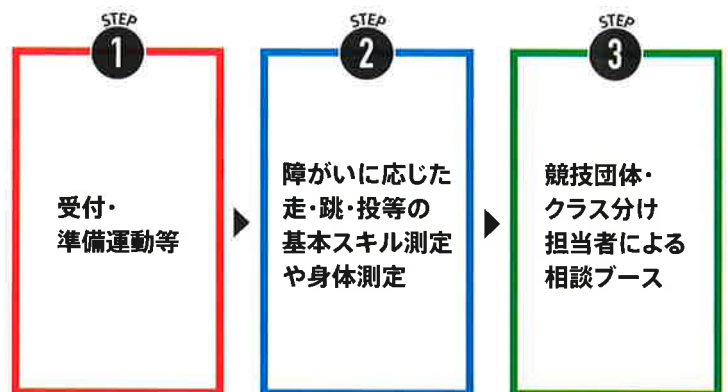 STEP
1
受付・
準備運動等
STEP
2
障がいに応じた
走・跳・投等の
基本スキル測定
や身体測定
STEP
3
競技団体・
クラス分け
担当者による
相談ブース